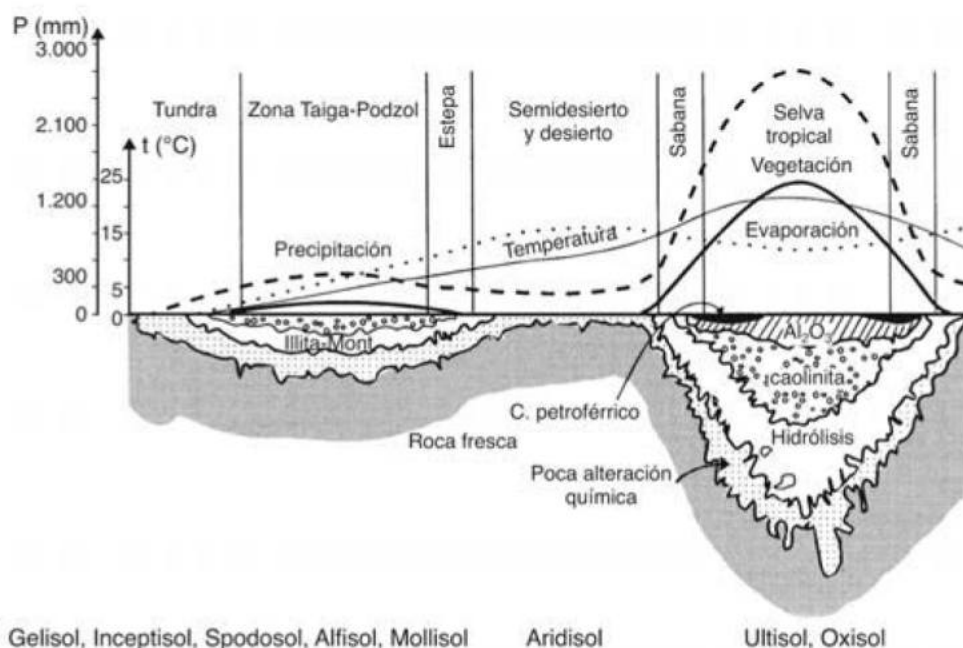 P (mm)
3.000
2.100
1.200
300
0
t (°C)
25
15
5
0
Tundra
Zona Taiga-Podzol
Estepa
Semidesierto
y desierto
Sabana
Selva
tropical
Vegetación
Sabana
Precipitación
Temperatura
Evaporación
Illita-Mont
Al₂O₃
caolinita
C. petroférrico
Hidrólisis
Roca fresca
Poca alteración
química
Gelisol, Inceptisol, Spodosol, Alfisol, Mollisol
Aridisol
Ultisol, Oxisol